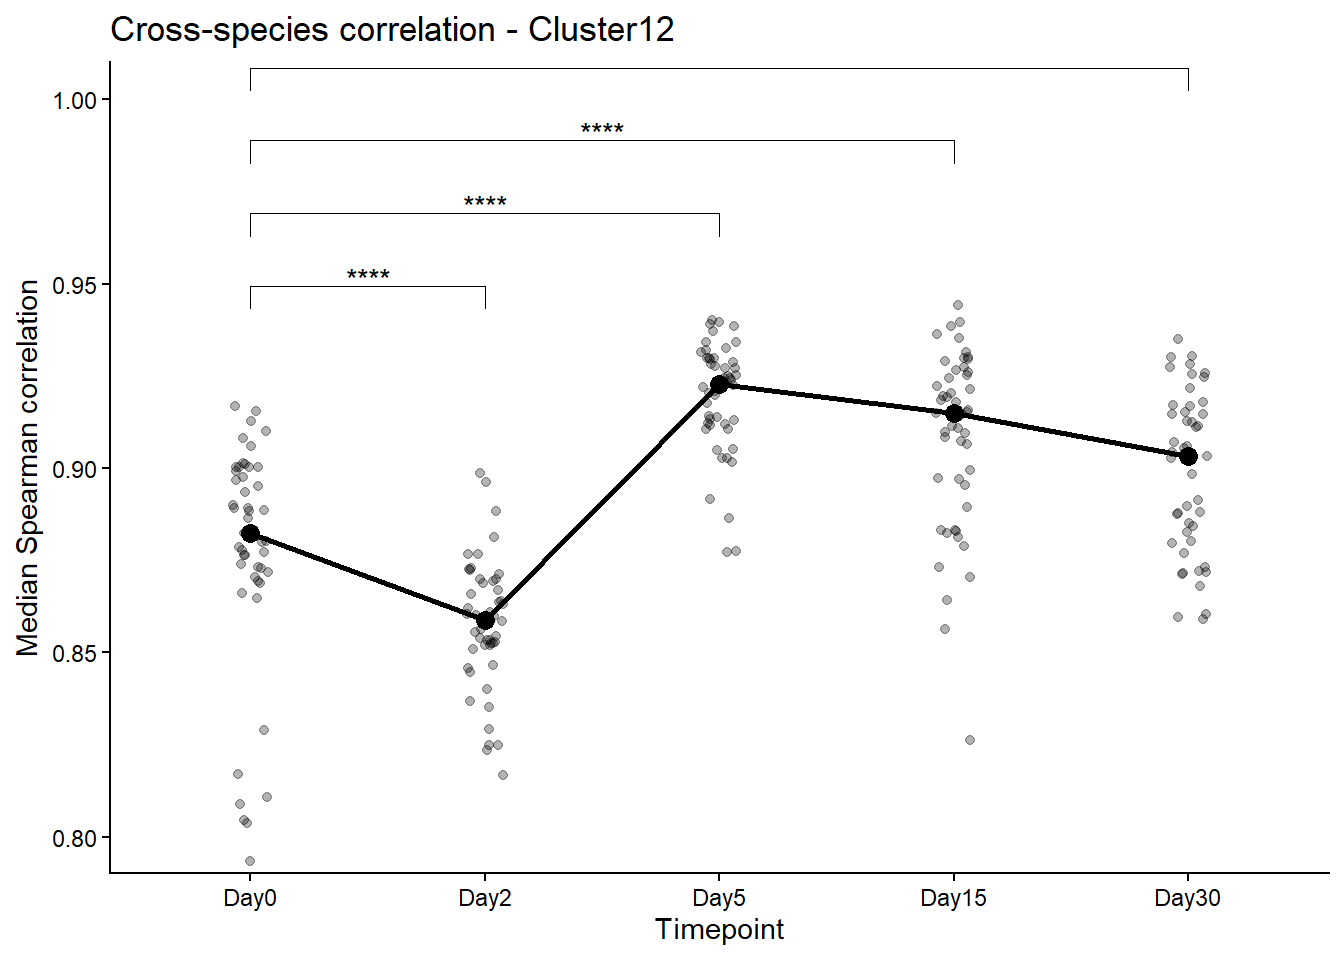 Cross-species correlation - Cluster12
1.00
0.95
0.90
0.85
0.80
Median Spearman correlation
****
****
****
Day0 Day2 Day5 Day15 Day30
Timepoint